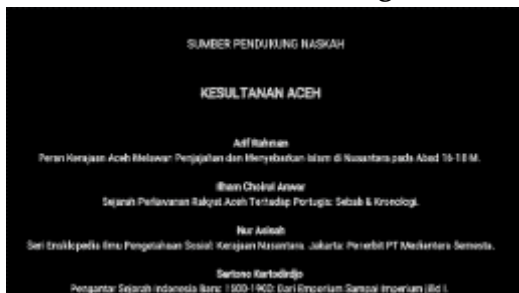 SUMBER PENDUKUNG NASKAH
KESULTANAN ACEH
Arif Rahman
Peran Kerajaan Aceh Melawan Penjajahan dan Menyebarkan Islam di Nusantara pada Abad 16-18 M.
Ilham Choirul Anwar
Sejarah Perlawanan Rakyat Aceh Terhadap Portugis: Sebab & Kronologi.
Nur Aeisah
Seri Ensiklopedia Ilmu Pengetahuan Sosial: Kerajaan Nusantara. Jakarta: Penerbit PT Mediantara Semesta.
Sartono Kartodirdjo
Pengantar Sejarah Indonesia Baru: 1500-1900: Dari Emporium Sampai Imperium Jilid I.